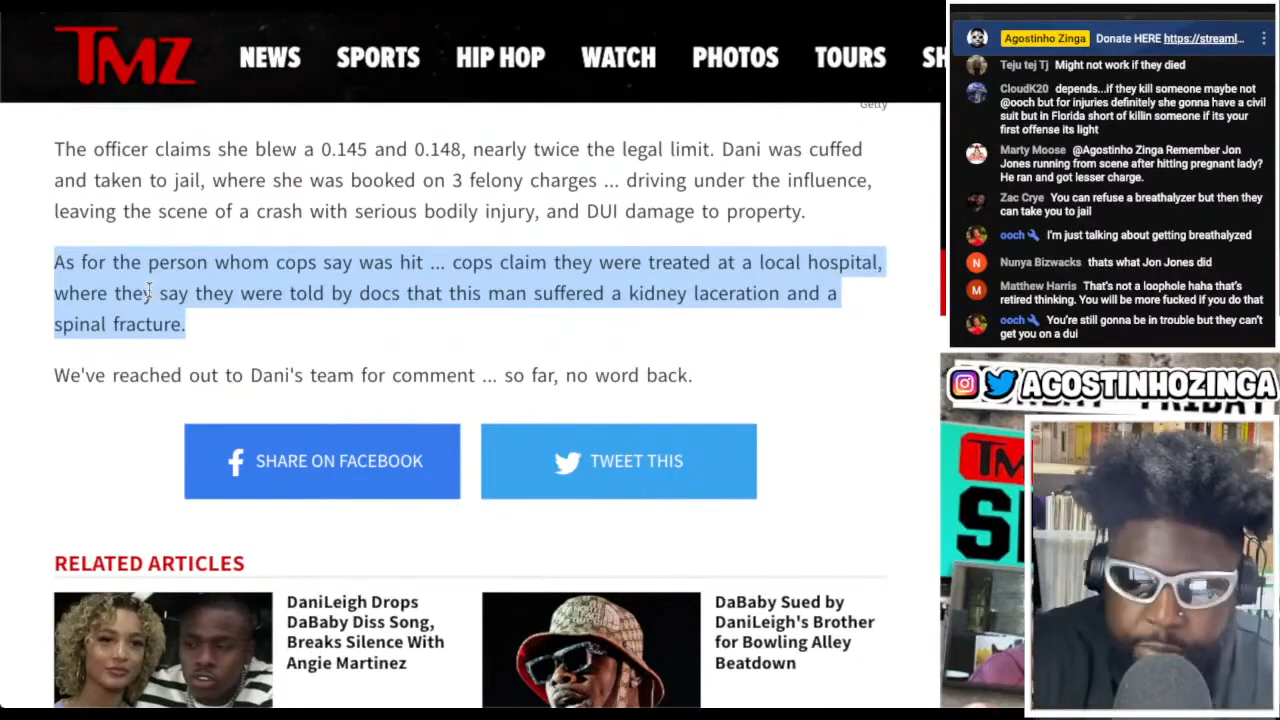 TMZ
NEWS SPORTS HIP HOP WATCH PHOTOS TOURS SH
Getty
The officer claims she blew a 0.145 and 0.148, nearly twice the legal limit. Dani was cuffed
and taken to jail, where she was booked on 3 felony charges ... driving under the influence,
leaving the scene of a crash with serious bodily injury, and DUI damage to property.
As for the person whom cops say was hit ... cops claim they were treated at a local hospital,
where they say they were told by docs that this man suffered a kidney laceration and a
spinal fracture.
We've reached out to Dani's team for comment ... so far, no word back.
SHARE ON FACEBOOK
TWEET THIS
RELATED ARTICLES
DaniLeigh Drops
DaBaby Diss Song,
Breaks Silence With
Angie Martinez
DaBaby Sued by
DaniLeigh's Brother
for Bowling Alley
Beatdown
Agostinho Zinga Donate HERE https://streaml...
Teju tej Tj Might not work if they died
CloudK20 depends...if they kill someone maybe not
@ooch but for injuries definitely she gonna have a civil
suit but in Florida short of killin someone if its your
first offense its light
Marty Moose @Agostinho Zinga Remember Jon
Jones running from scene after hitting pregnant lady?
He ran and got lesser charge.
Zac Crye You can refuse a breathalyzer but then they
can take you to jail
ooch I'm just talking about getting breathalyzed
Nunya Bizwacks thats what Jon Jones did
Matthew Harris That's not a loophole haha that's
retired thinking. You will be more fucked if you do that
ooch You're still gonna be in trouble but they can't
get you on a dui
AGOSTINHOZINGA
FRIDAY
TM
S